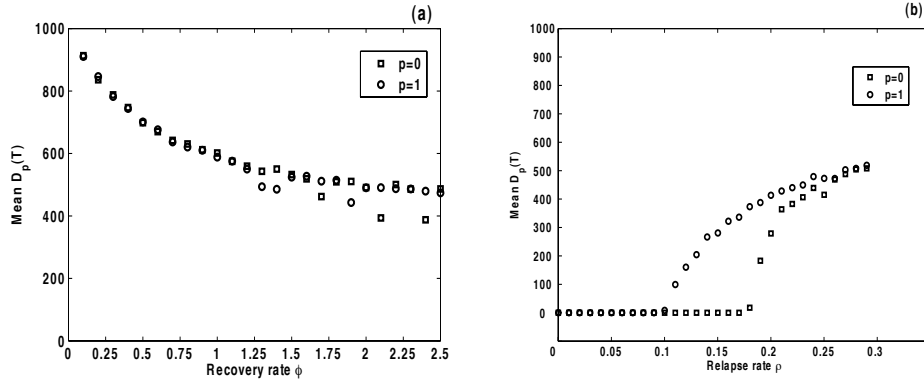 (a)
1000
800
600
400
200
0
Mean D_p(T)
p=0
p=1
0 0.25 0.5 0.75 1 1.25 1.5 1.75 2 2.25 2.5
Recovery rate ϕ
(b)
1000
900
800
700
600
500
400
300
200
100
0
Mean D_p(T)
p=0
p=1
0 0.05 0.1 0.15 0.2 0.25 0.3
Relapse rate ρ